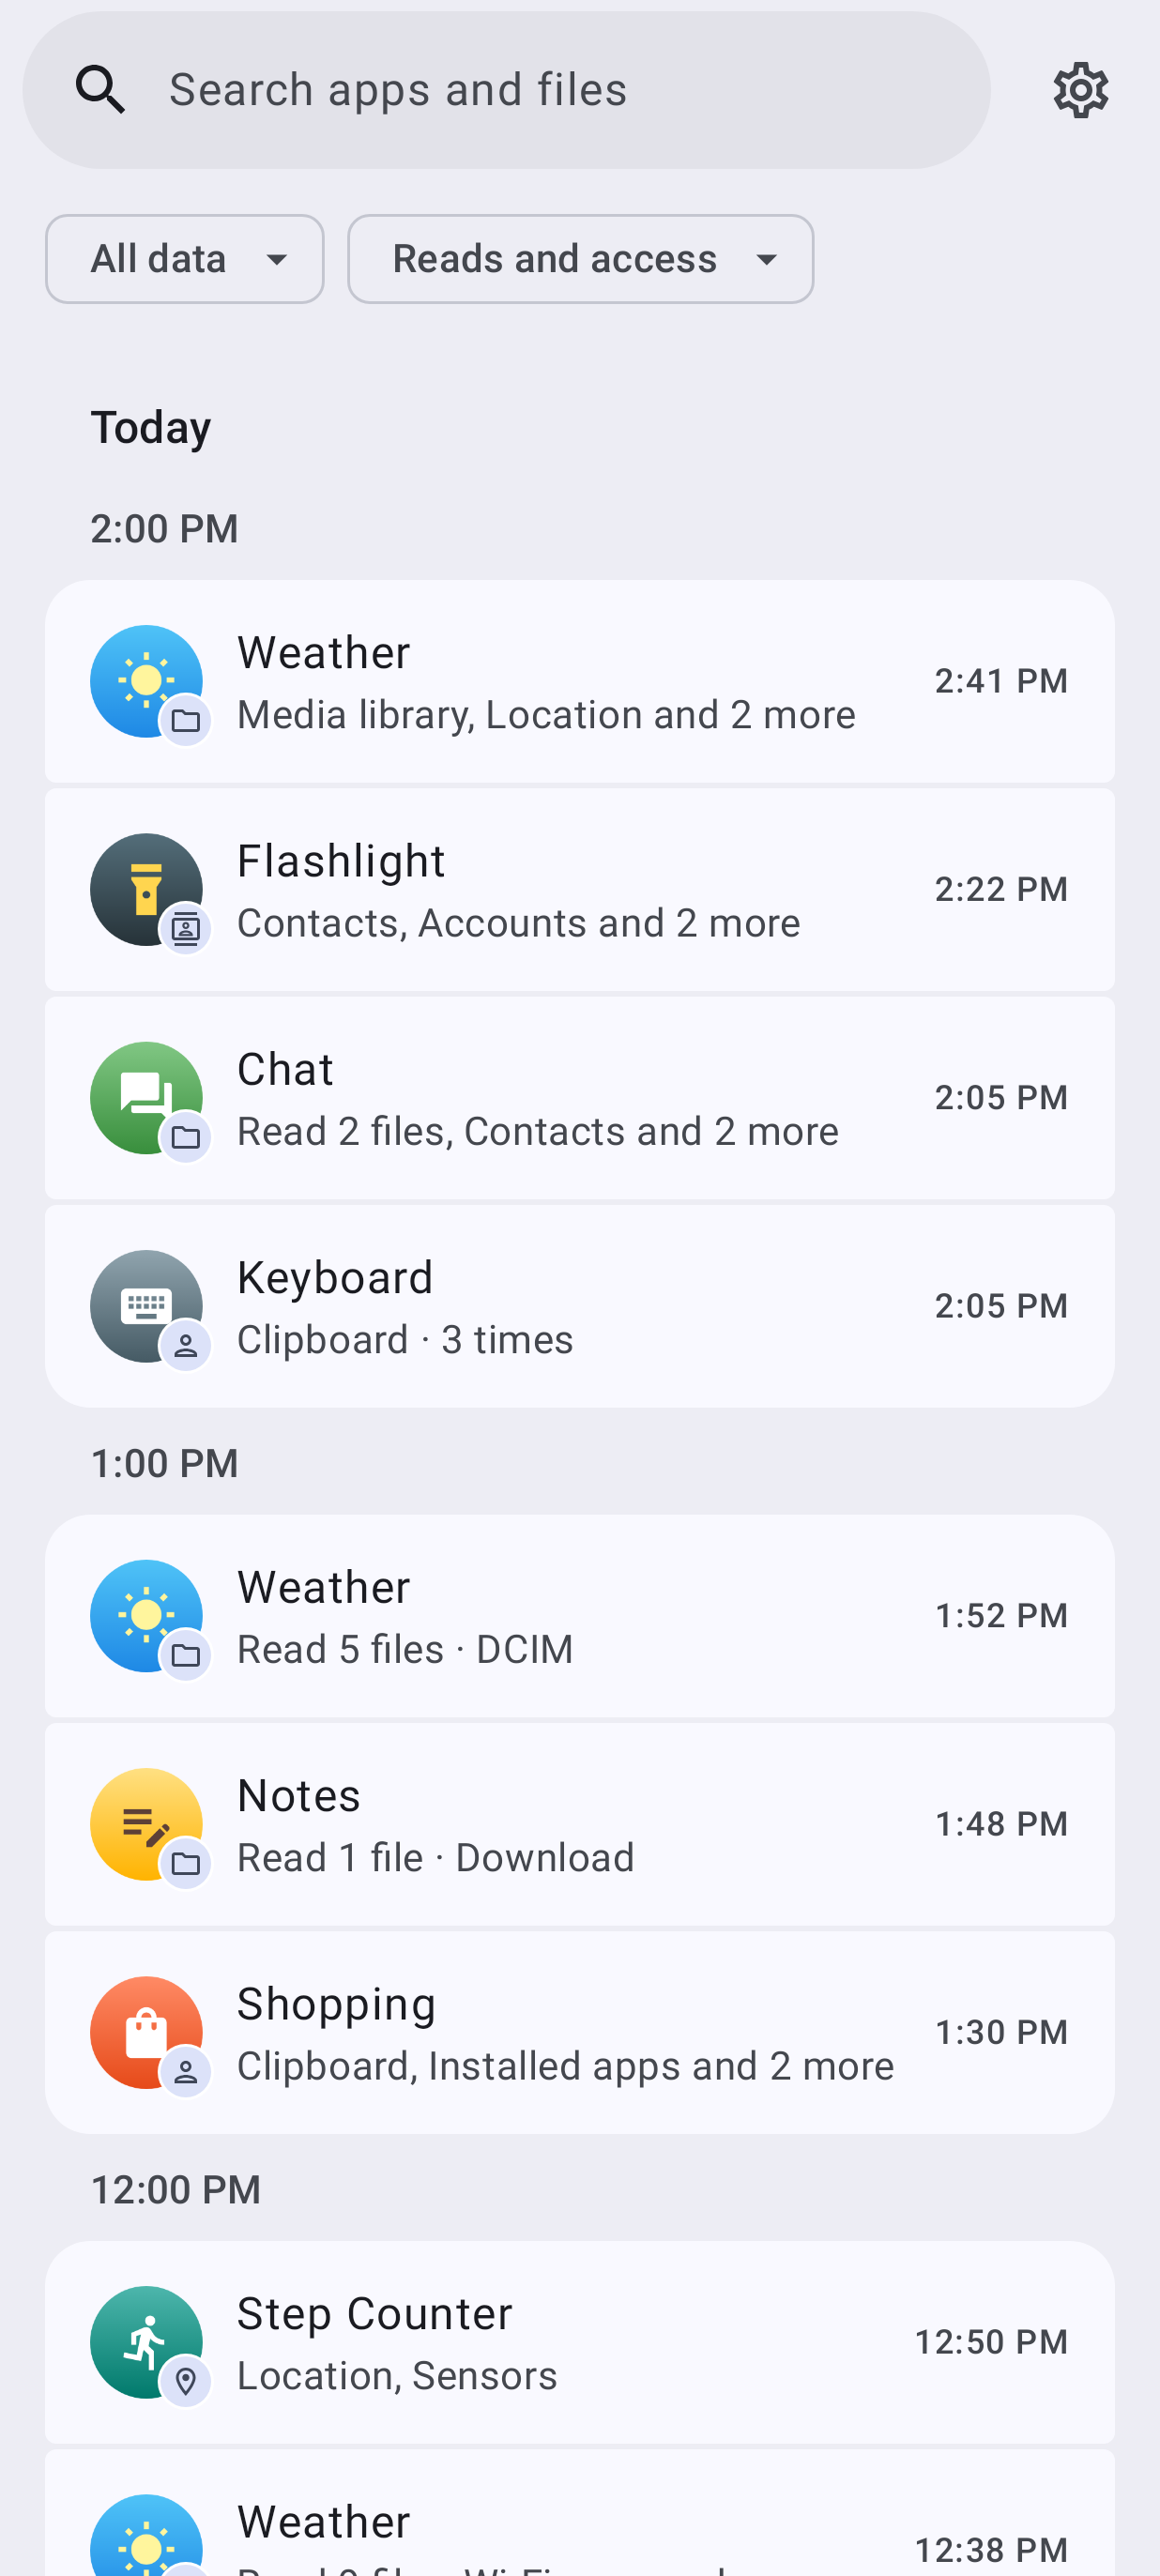 Search apps and files
All data
Reads and access
Today
2:00 PM
Weather
Media library, Location and 2 more
2:41 PM
Flashlight
Contacts, Accounts and 2 more
2:22 PM
Chat
Read 2 files, Contacts and 2 more
2:05 PM
Keyboard
Clipboard · 3 times
2:05 PM
1:00 PM
Weather
Read 5 files · DCIM
1:52 PM
Notes
Read 1 file · Download
1:48 PM
Shopping
Clipboard, Installed apps and 2 more
1:30 PM
12:00 PM
Step Counter
Location, Sensors
12:50 PM
Weather
12:38 PM